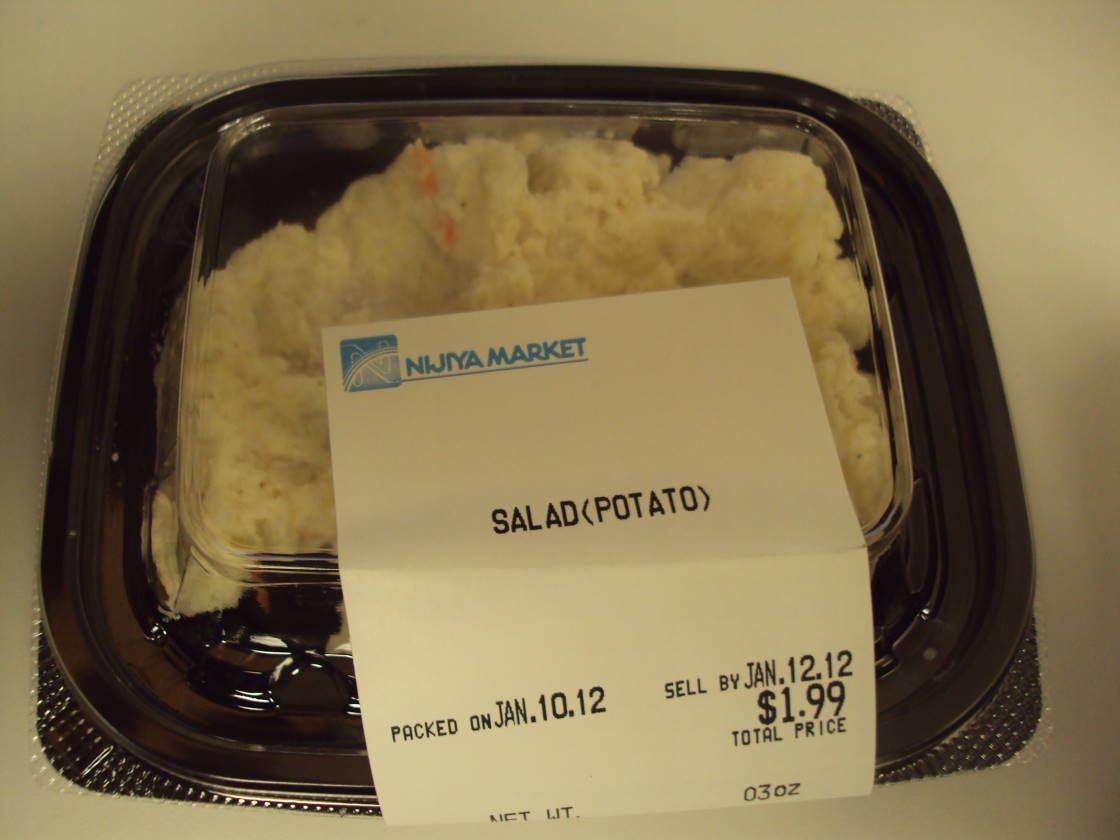 NIJIYA MARKET
SALAD(POTATO)
PACKED ON JAN.10.12
SELL BY JAN.12.12
$1.99
TOTAL PRICE
03oz
NET WT.